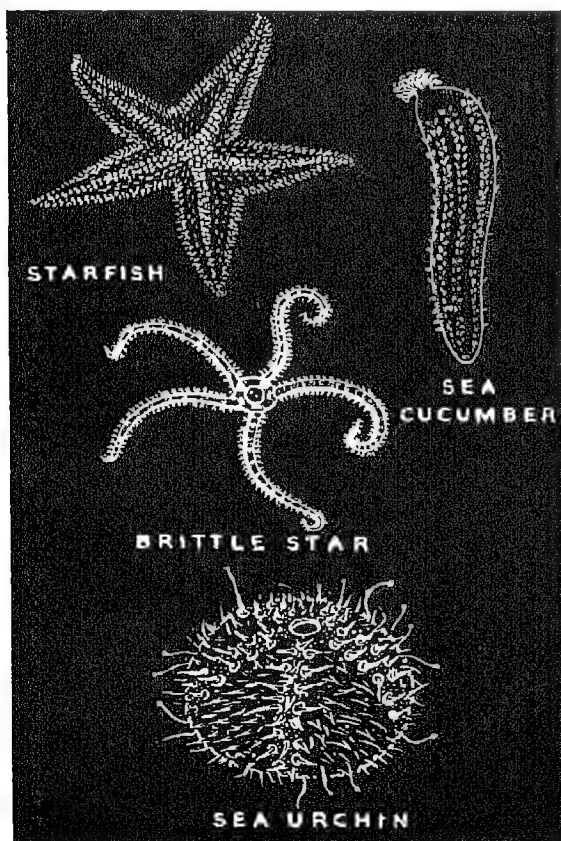 STARFISH
SEA
CUCUMBER
BRITTLE STAR
SEA URCHIN